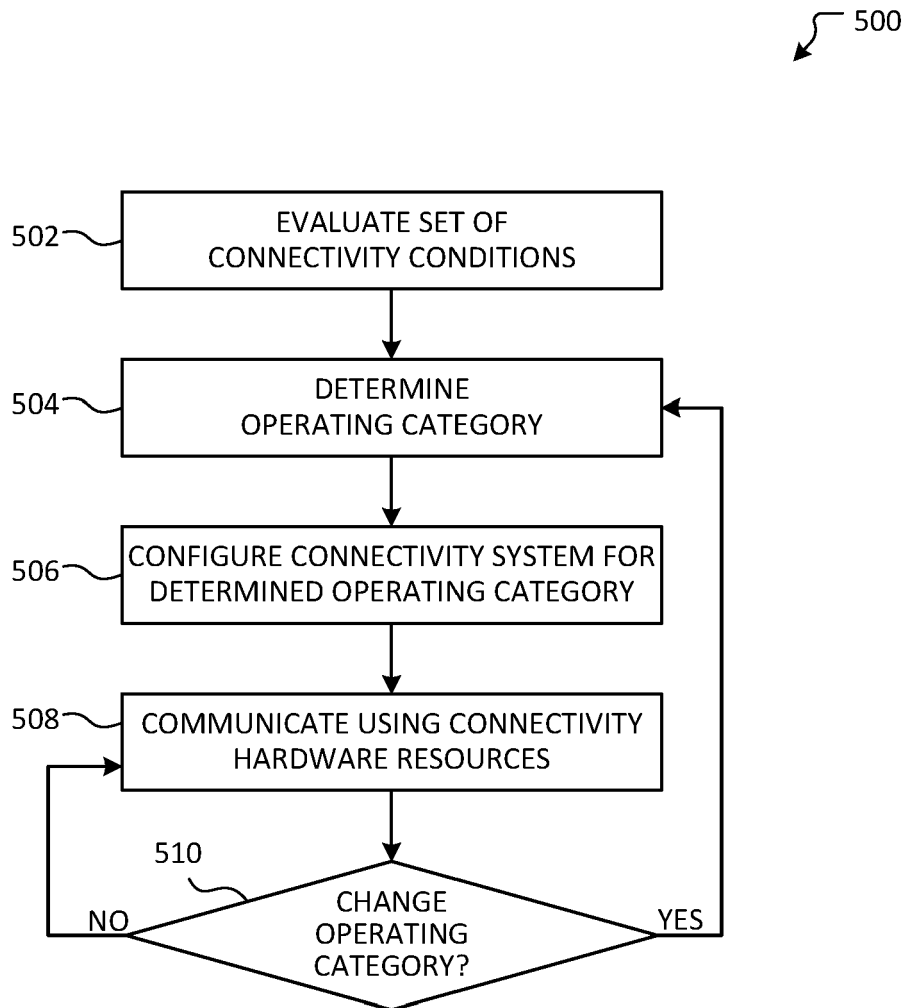 500
502
EVALUATE SET OF
CONNECTIVITY CONDITIONS
504
DETERMINE
OPERATING CATEGORY
506
CONFIGURE CONNECTIVITY SYSTEM FOR
DETERMINED OPERATING CATEGORY
508
COMMUNICATE USING CONNECTIVITY
HARDWARE RESOURCES
510
NO
CHANGE
OPERATING
CATEGORY?
YES